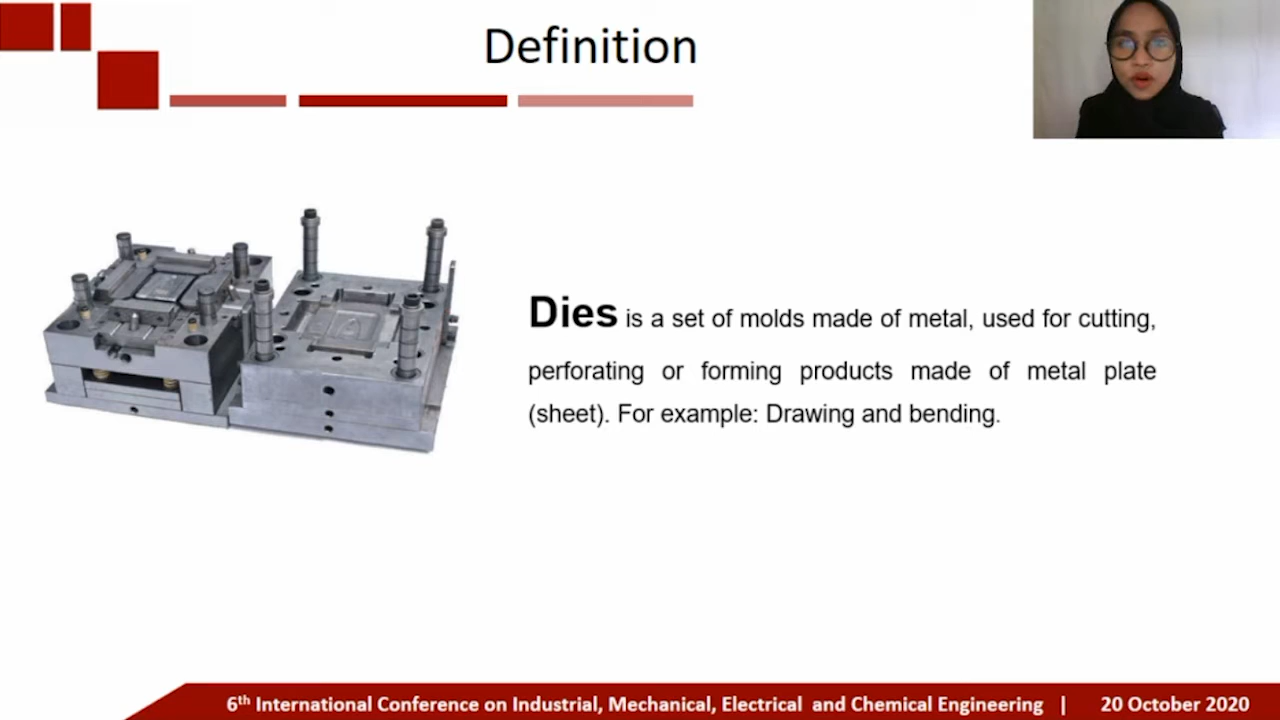 Definition
Dies is a set of molds made of metal, used for cutting,
perforating or forming products made of metal plate
(sheet). For example: Drawing and bending.
6th International Conference on Industrial, Mechanical, Electrical and Chemical Engineering | 20 October 2020